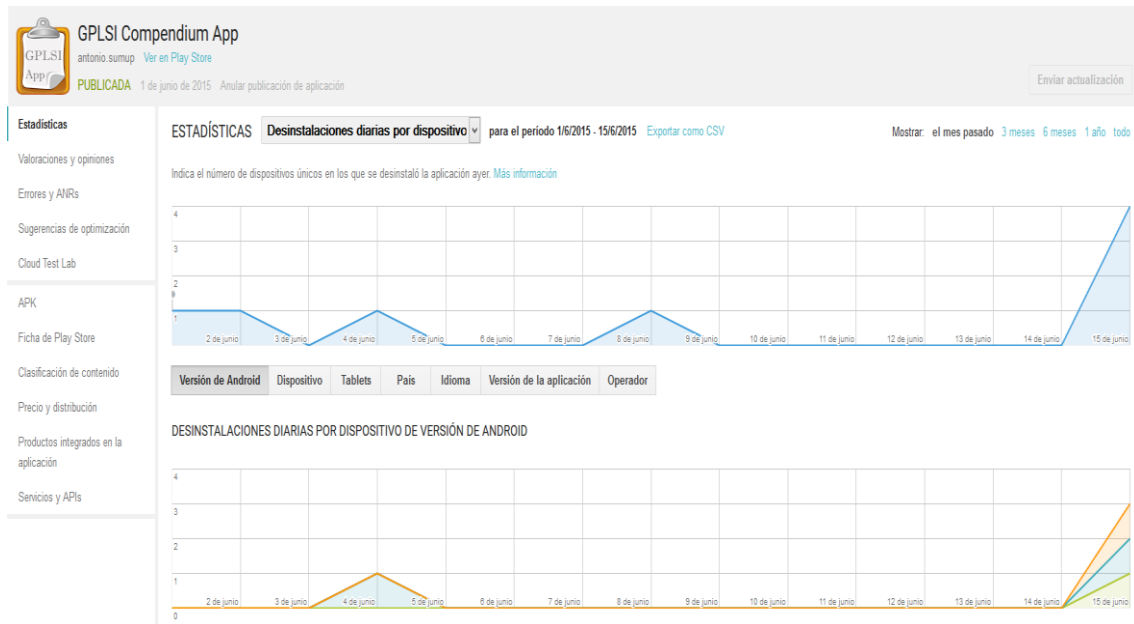 GPLSI Compendium App
GPLSI
App
antonio.sumup Ver en Play Store
PUBLICADA 1 de junio de 2015 Anular publicación de aplicación
Enviar actualización
Estadísticas
Valoraciones y opiniones
Errores y ANRs
Sugerencias de optimización
Cloud Test Lab
APK
Ficha de Play Store
Clasificación de contenido
Precio y distribución
Productos integrados en la
aplicación
Servicios y APIs
ESTADÍSTICAS Desinstalaciones diarias por dispositivo para el período 1/6/2015 - 15/6/2015 Exportar como CSV
Mostrar: el mes pasado 3 meses 6 meses 1 año todo
Indica el número de dispositivos únicos en los que se desinstaló la aplicación ayer. Más información
4
3
2
1
2 de junio 3 de junio 4 de junio 5 de junio 6 de junio 7 de junio 8 de junio 9 de junio 10 de junio 11 de junio 12 de junio 13 de junio 14 de junio 15 de junio
Versión de Android Dispositivo Tablets País Idioma Versión de la aplicación Operador
DESINSTALACIONES DIARIAS POR DISPOSITIVO DE VERSIÓN DE ANDROID
4
3
2
1
2 de junio 3 de junio 4 de junio 5 de junio 6 de junio 7 de junio 8 de junio 9 de junio 10 de junio 11 de junio 12 de junio 13 de junio 14 de junio 15 de junio
0